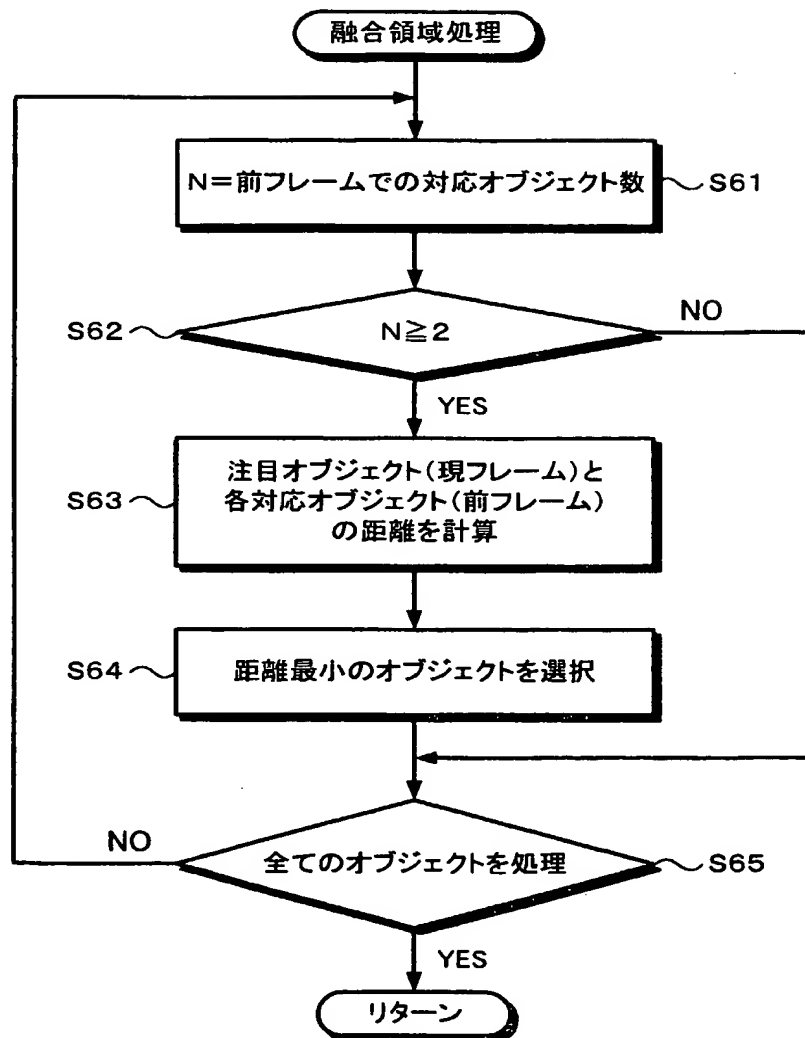 融合領域処理
N=前フレームでの対応オブジェクト数
S61
S62
N≧2
NO
YES
S63
注目オブジェクト(現フレーム)と
各対応オブジェクト(前フレーム)
の距離を計算
S64
距離最小のオブジェクトを選択
NO
全てのオブジェクトを処理
S65
YES
リターン